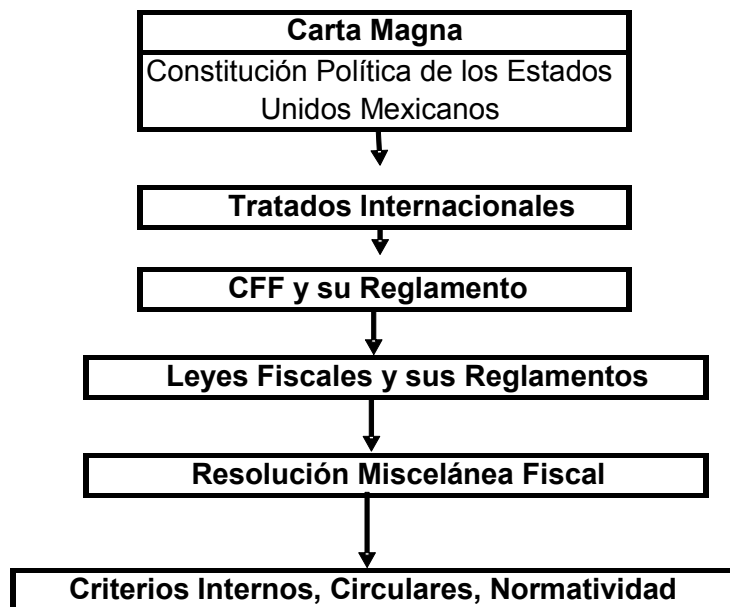 Carta Magna
Constitución Política de los Estados
Unidos Mexicanos
Tratados Internacionales
CFF y su Reglamento
Leyes Fiscales y sus Reglamentos
Resolución Miscelánea Fiscal
Criterios Internos, Circulares, Normatividad